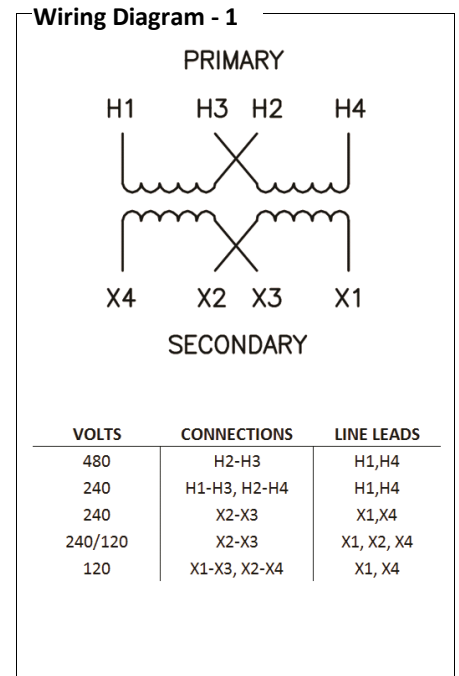 Wiring Diagram - 1
PRIMARY
H1 H3 H2 H4
X4 X2 X3 X1
SECONDARY
VOLTS CONNECTIONS LINE LEADS
480 H2-H3 H1,H4
240 H1-H3, H2-H4 H1,H4
240 X2-X3 X1,X4
240/120 X2-X3 X1, X2, X4
120 X1-X3, X2-X4 X1, X4